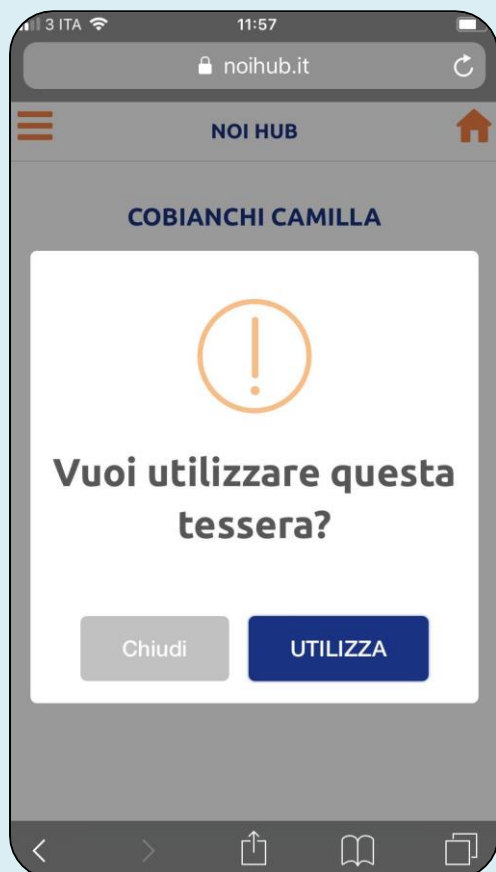 3 ITA 11:57
noihub.it
NOI HUB
COBIANCHI CAMILLA
Vuoi utilizzare questa
tessera?
Chiudi UTILIZZA